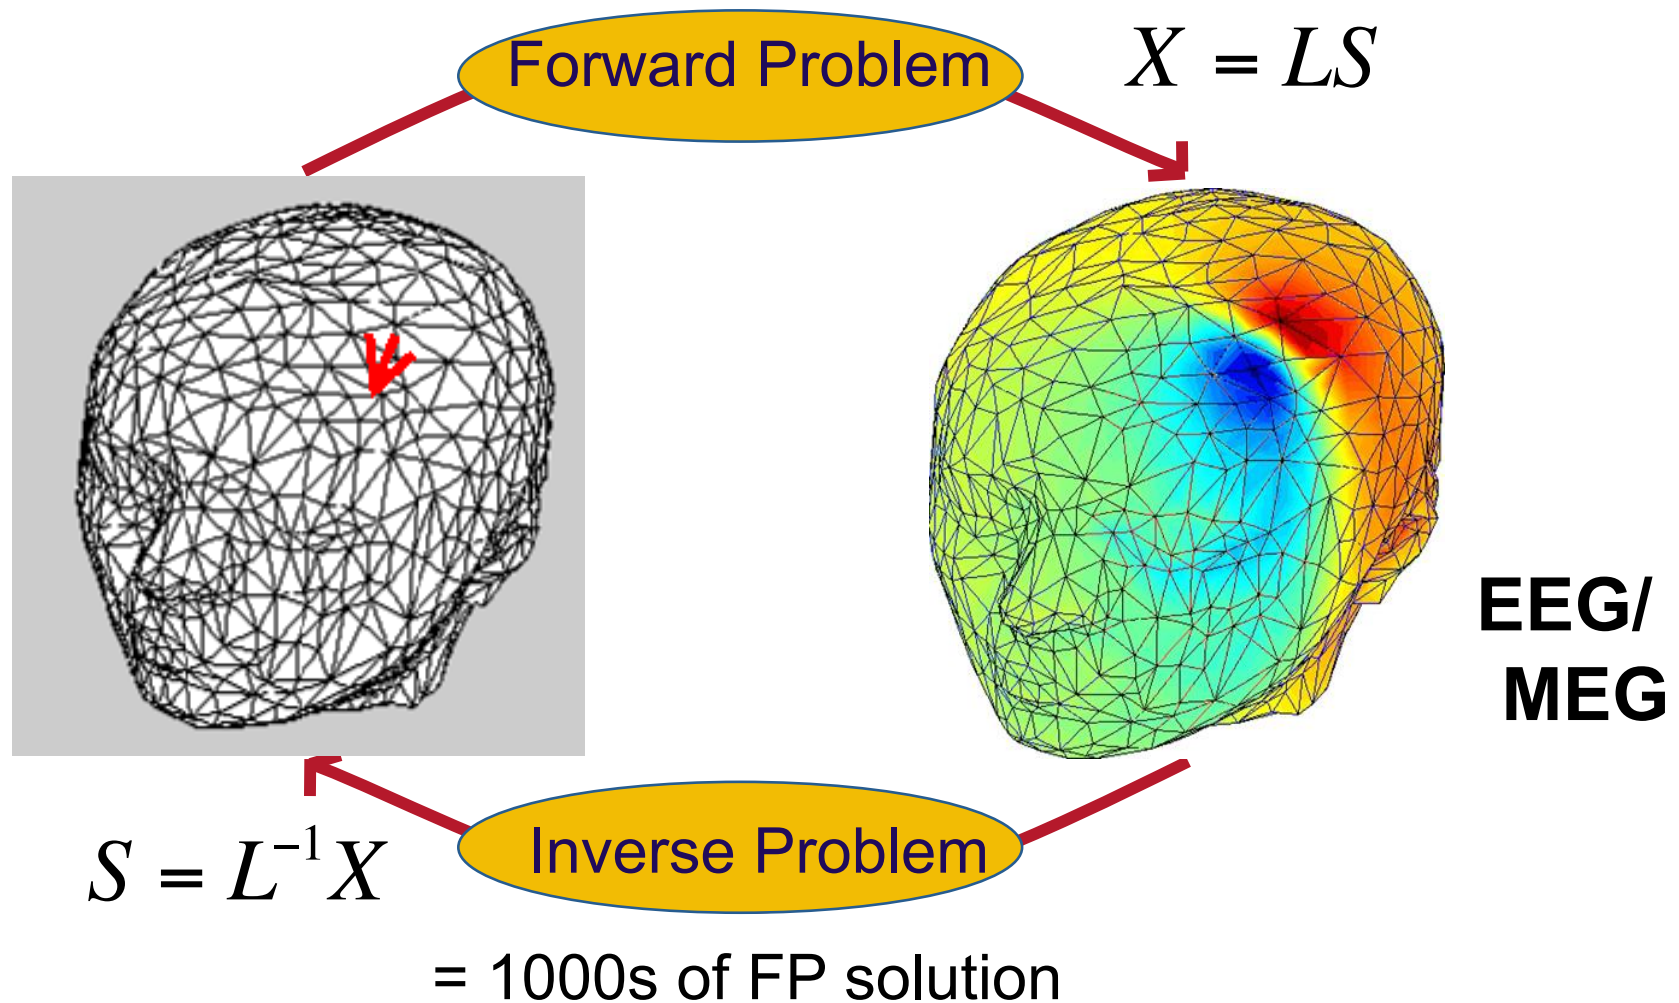 Forward Problem
X = LS
EEG/
MEG
Inverse Problem
S = L⁻¹X
= 1000s of FP solution